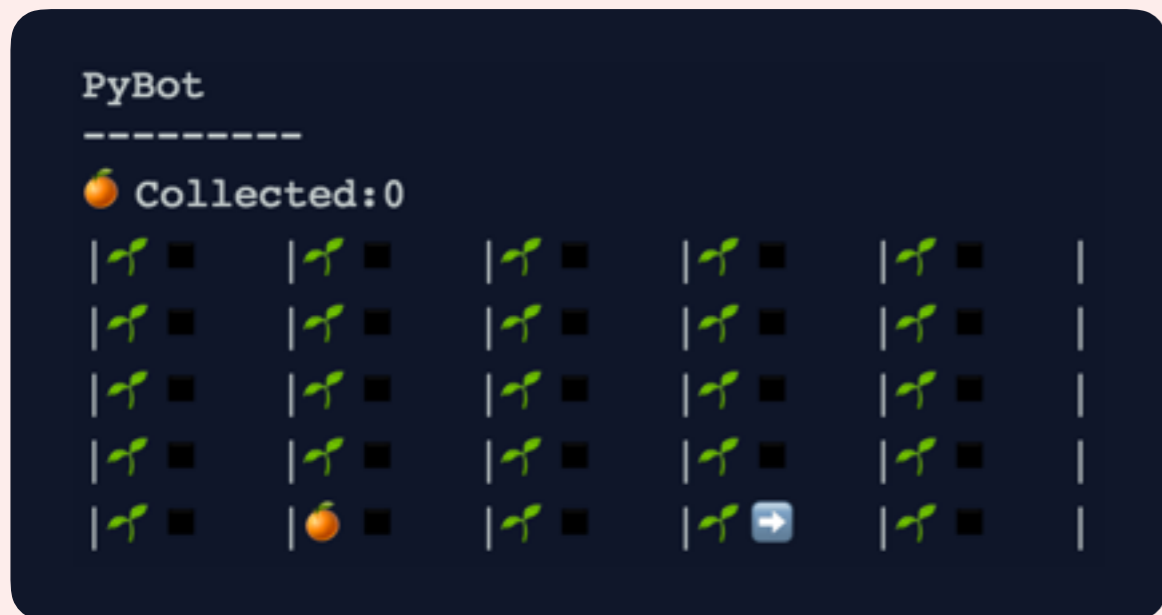 PyBot
---------
🍊 Collected:0
|🌱 ◼ |🌱 ◼ |🌱 ◼ |🌱 ◼ |🌱 ◼ |
|🌱 ◼ |🌱 ◼ |🌱 ◼ |🌱 ◼ |🌱 ◼ |
|🌱 ◼ |🌱 ◼ |🌱 ◼ |🌱 ◼ |🌱 ◼ |
|🌱 ◼ |🌱 ◼ |🌱 ◼ |🌱 ◼ |🌱 ◼ |
|🌱 ◼ |🍊 ◼ |🌱 ◼ |🌱 ➡️ |🌱 ◼ |